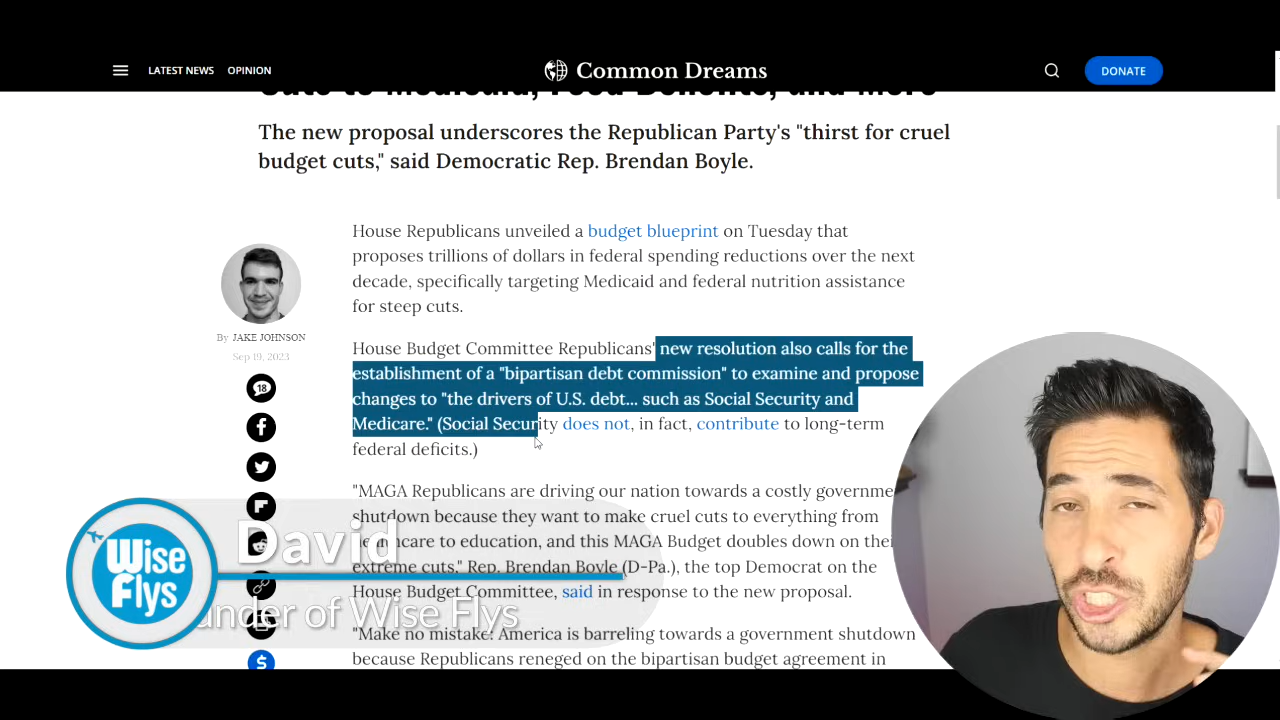 LATEST NEWS OPINION
Common Dreams
DONATE
Cuts to Medicaid, Food Benefits, and More
The new proposal underscores the Republican Party's "thirst for cruel
budget cuts," said Democratic Rep. Brendan Boyle.
By JAKE JOHNSON
Sep 19, 2023
18
House Republicans unveiled a budget blueprint on Tuesday that
proposes trillions of dollars in federal spending reductions over the next
decade, specifically targeting Medicaid and federal nutrition assistance
for steep cuts.
House Budget Committee Republicans' new resolution also calls for the
establishment of a "bipartisan debt commission" to examine and propose
changes to "the drivers of U.S. debt... such as Social Security and
Medicare." (Social Security does not, in fact, contribute to long-term
federal deficits.)
"MAGA Republicans are driving our nation towards a costly governme
shutdown because they want to make cruel cuts to everything from
care to education, and this MAGA Budget doubles down on
extreme cuts." Rep. Brendan Boyle (D-Pa.), the top Democrat on the
House Budget Committee, said in response to the new proposal.
"Make no mistake: America is barreling towards a government shutdown
because Republicans reneged on the bipartisan budget agreement in
Wise
Flys
David
under of Wise Flys